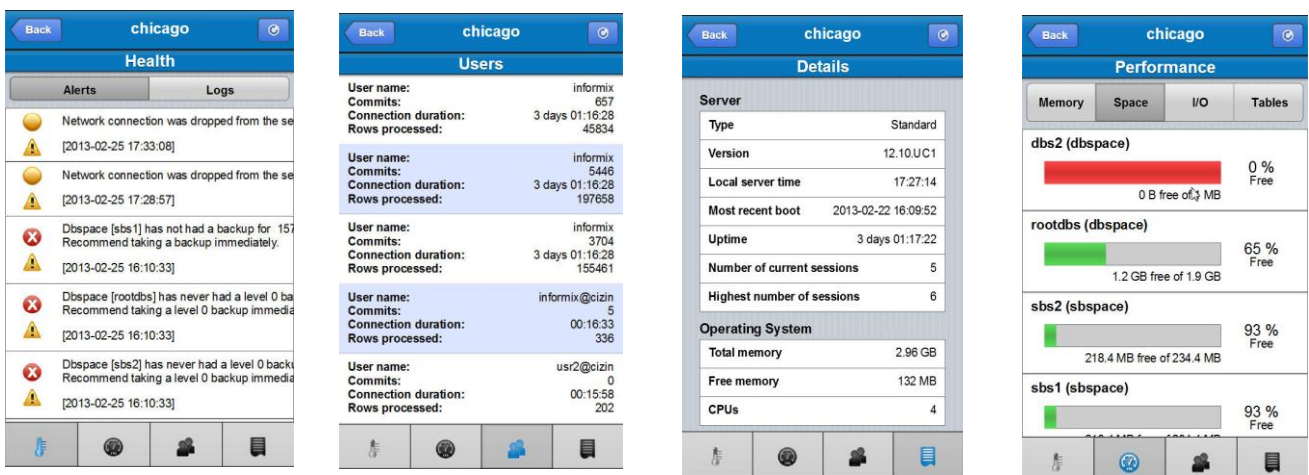 Back
chicago
Health
Alerts
Logs
Network connection was dropped from the se
[2013-02-25 17:33:08]
Network connection was dropped from the se
[2013-02-25 17:28:57]
Dbspace [sbs1] has not had a backup for 157
Recommend taking a backup immediately.
[2013-02-25 16:10:33]
Dbspace [rootdbs] has never had a level 0 ba
Recommend taking a level 0 backup immedia
[2013-02-25 16:10:33]
Dbspace [sbs2] has never had a level 0 backu
Recommend taking a level 0 backup immedia
[2013-02-25 16:10:33]
Back
chicago
Users
User name: informix
Commits: 657
Connection duration: 3 days 01:16:28
Rows processed: 45834
User name: informix
Commits: 5446
Connection duration: 3 days 01:16:28
Rows processed: 197658
User name: informix
Commits: 3704
Connection duration: 3 days 01:16:28
Rows processed: 155461
User name: informix@cizin
Commits: 5
Connection duration: 00:16:33
Rows processed: 336
User name: usr2@cizin
Commits: 0
Connection duration: 00:15:58
Rows processed: 202
Back
chicago
Details
Server
Type Standard
Version 12.10.UC1
Local server time 17:27:14
Most recent boot 2013-02-22 16:09:52
Uptime 3 days 01:17:22
Number of current sessions 5
Highest number of sessions 6
Operating System
Total memory 2.96 GB
Free memory 132 MB
CPUs 4
Back
chicago
Performance
Memory
Space
I/O
Tables
dbs2 (dbspace)
0 %
Free
0 B free of MB
rootdbs (dbspace)
65 %
Free
1.2 GB free of 1.9 GB
sbs2 (sbspace)
93 %
Free
218.4 MB free of 234.4 MB
sbs1 (sbspace)
93 %
Free